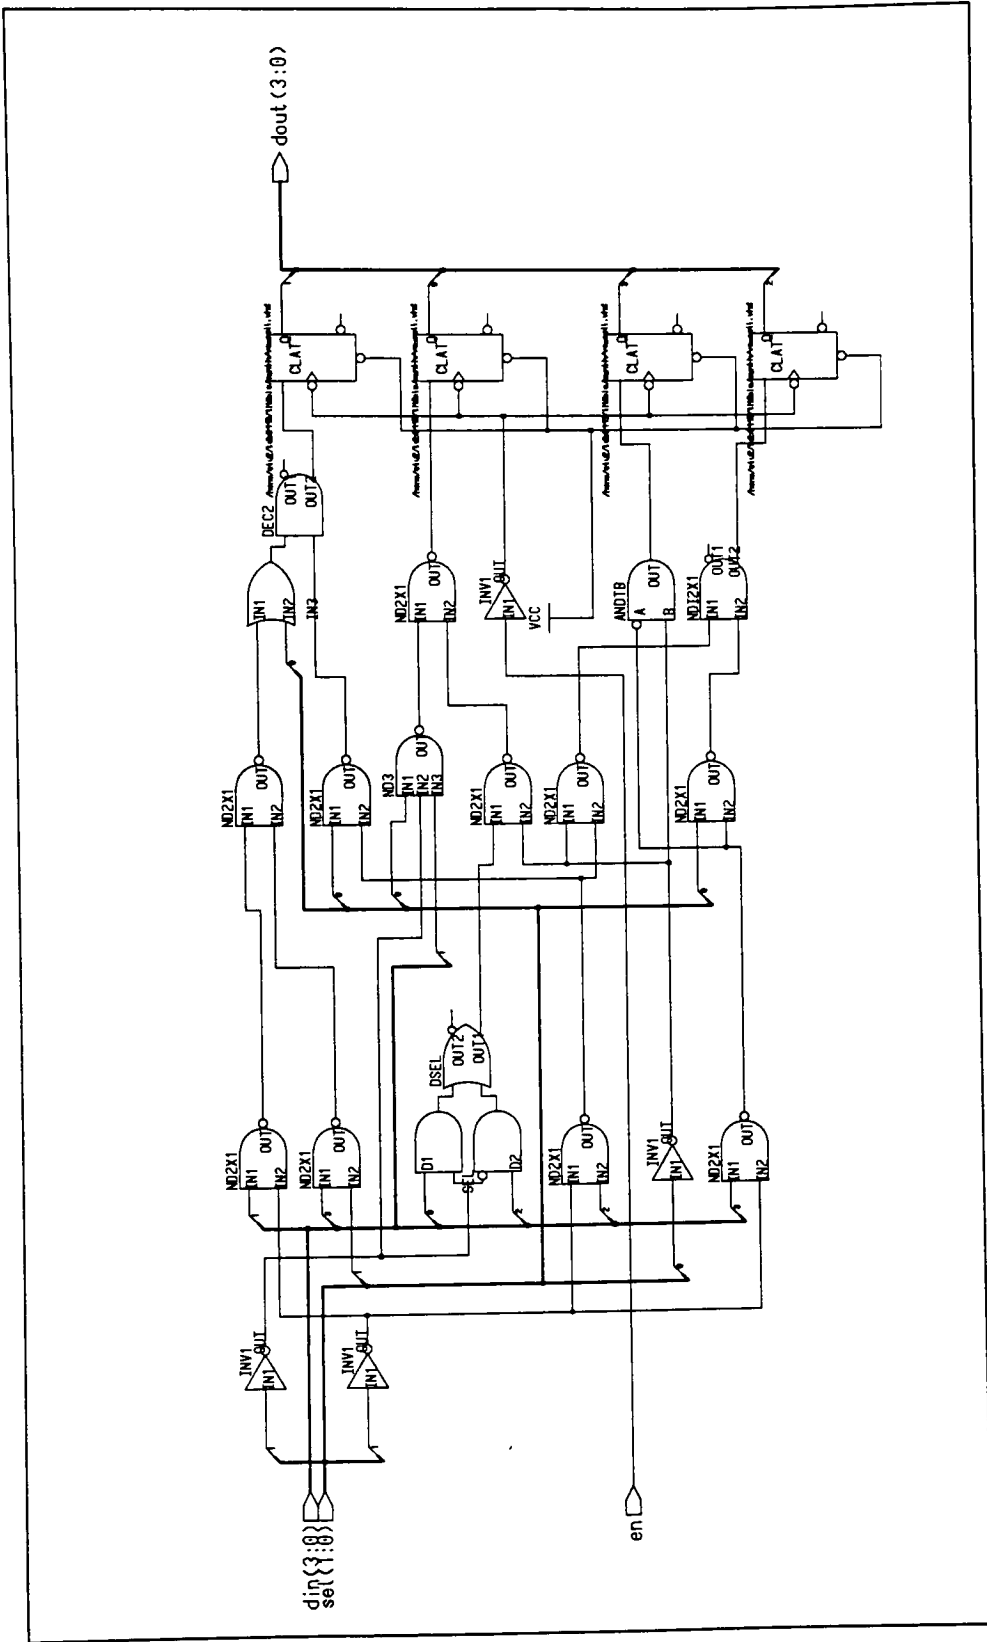 din(3:0)
sel(1:0)
en
INV1
IN1
OUT
INV1
IN1
OUT
ND2X1
IN1
IN2
OUT
ND2X1
IN1
IN2
OUT
D1
SEL
D2
DSEL
OUT2
OUT1
ND2X1
IN1
IN2
OUT
INV1
IN1
OUT
ND2X1
IN1
IN2
OUT
ND2X1
IN1
IN2
OUT
ND2X1
IN1
IN2
OUT
ND3
IN1
IN2
IN3
OUT
ND2X1
IN1
IN2
OUT
ND2X1
IN1
IN2
OUT
ND2X1
IN1
IN2
OUT
IN1
IN2
IN3
DEC2
OUT1
OUT2
ND2X1
IN1
IN2
OUT
INV1
IN1
OUT
VCC
ANDTB
A
B
OUT
NDI2X1
IN1
IN2
OUT1
OUT2
CLAT
CLAT
CLAT
CLAT
dout(3:0)